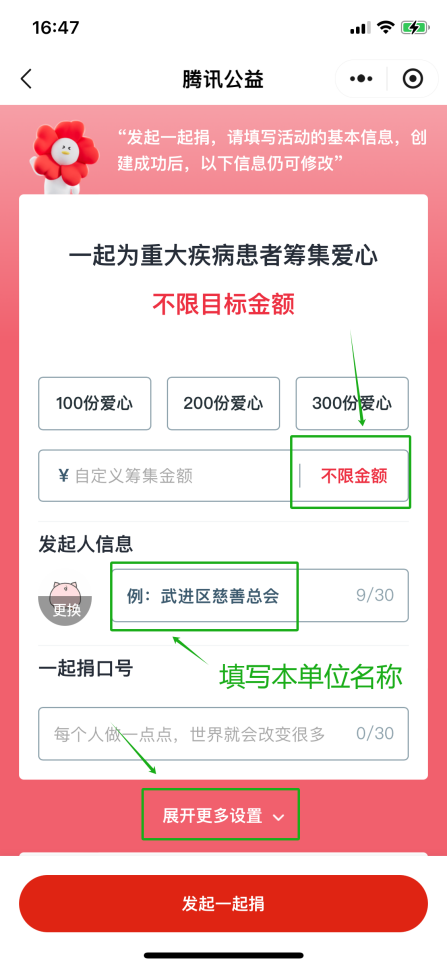 16:47
腾讯公益
“发起一起捐，请填写活动的基本信息，创
建成功后，以下信息仍可修改”
一起为重大疾病患者筹集爱心
不限目标金额
100份爱心 200份爱心 300份爱心
¥ 自定义筹集金额 不限金额
发起人信息
更换 例：武进区慈善总会 9/30
一起捐口号 填写本单位名称
每个人做一点点，世界就会改变很多 0/30
展开更多设置
发起一起捐